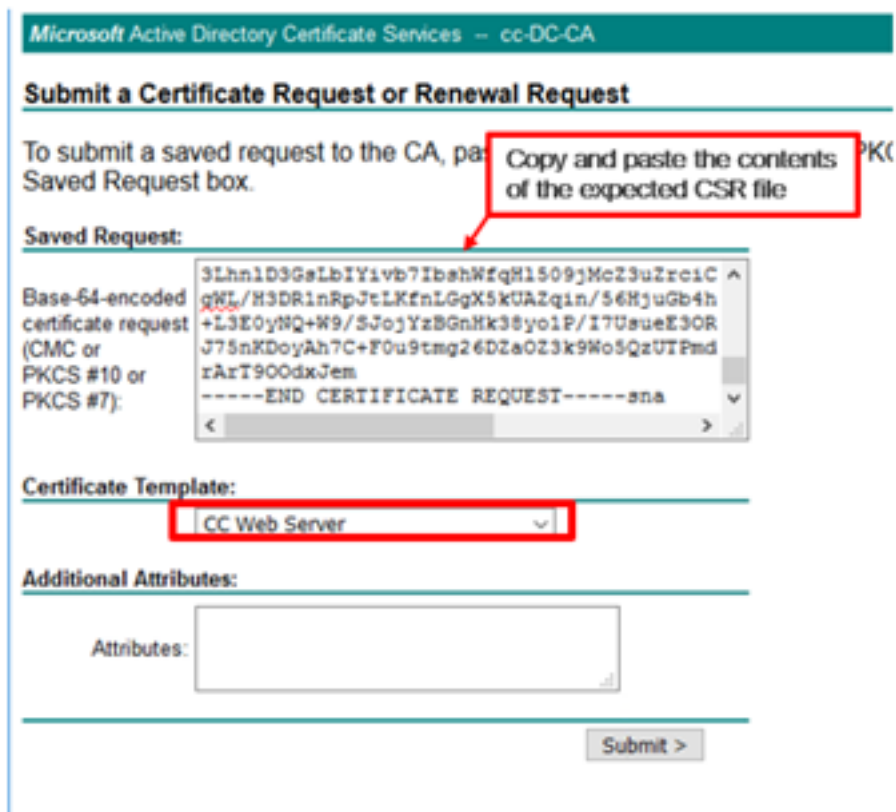 Microsoft Active Directory Certificate Services -- cc-DC-CA
Submit a Certificate Request or Renewal Request
To submit a saved request to the CA, pas
Saved Request box.
Copy and paste the contents
of the expected CSR file
Saved Request:
Base-64-encoded
certificate request
(CMC or
PKCS #10 or
PKCS #7):
3LhnlD3GsLbIYivb7IbshWfqHl509jMcZ3uZrciC
gWL/H3DRlnRpJtLKfnLGgX5kUAZqin/56HjuGb4h
+L3E0yNQ+W9/SJojYzBGnHk38yolP/I7UsueE3OR
J75nKDoyAh7C+F0u9tmg26DZaOZ3k9Wo5QzUTPmd
rArT9OOdxJem
-----END CERTIFICATE REQUEST-----sna
Certificate Template:
CC Web Server
Additional Attributes:
Attributes:
Submit >